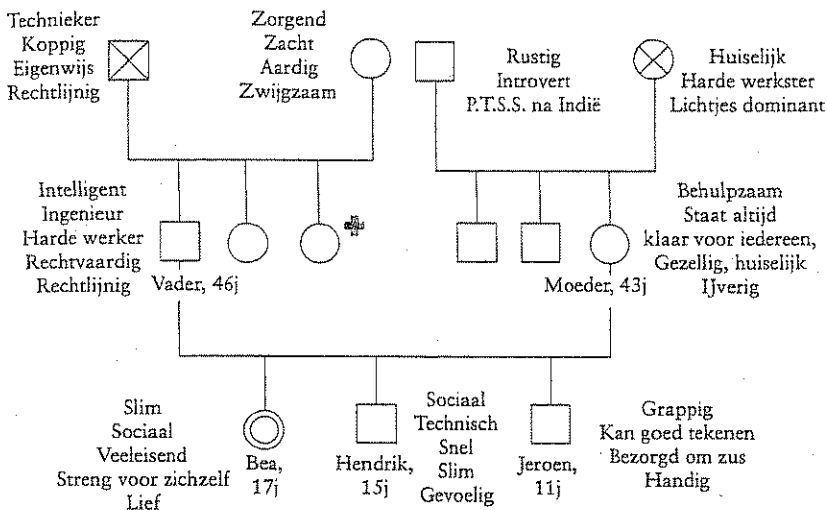 Technieker
Koppig
Eigenwijs
Rechtlijnig
Zorgend
Zacht
Aardig
Zwijgzaam
Rustig
Introvert
P.T.S.S. na Indië
Huiselijk
Harde werkster
Lichtjes dominant
Intelligent
Ingenieur
Harde werker
Rechtvaardig
Rechtlijnig
Vader, 46j
Moeder, 43j
Behulpzaam
Staat altijd
klaar voor iedereen,
Gezellig, huiselijk
IJverig
Slim
Sociaal
Veeleisend
Streng voor zichzelf
Lief
Bea,
17j
Hendrik,
15j
Sociaal
Technisch
Snel
Slim
Gevoelig
Jeroen,
11j
Grappig
Kan goed tekenen
Bezorgd om zus
Handig